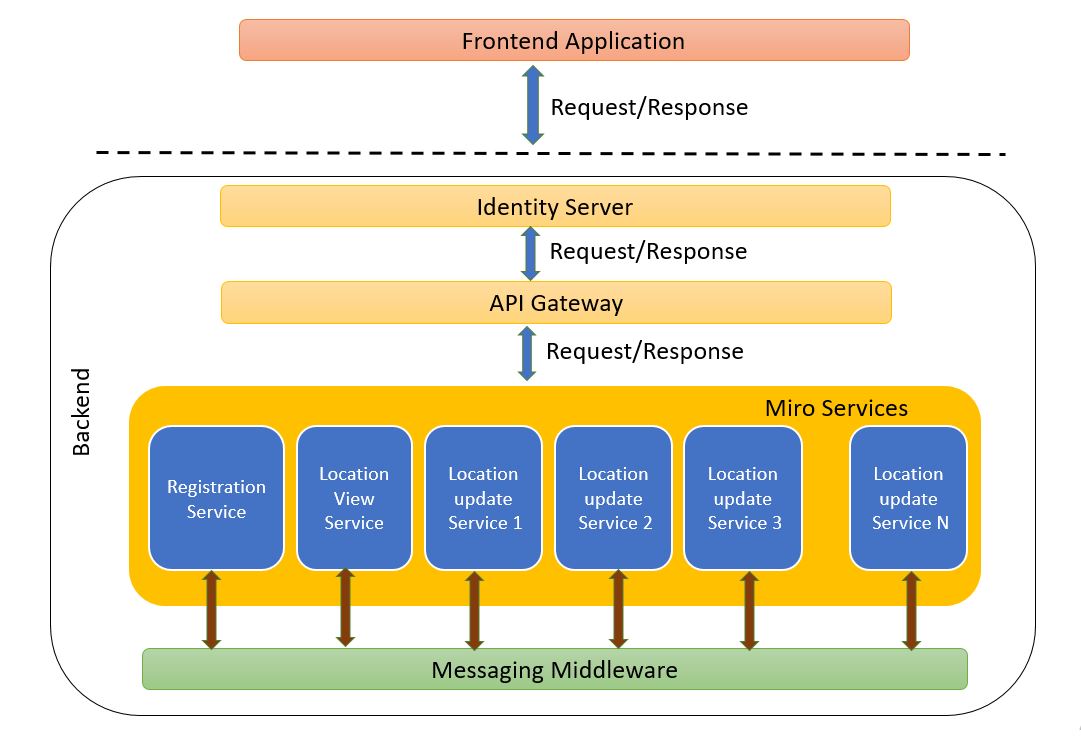 Frontend Application
Request/Response
Identity Server
Request/Response
API Gateway
Request/Response
Backend
Miro Services
Registration
Service
Location
View
Service
Location
update
Service 1
Location
update
Service 2
Location
update
Service 3
Location
update
Service N
Messaging Middleware